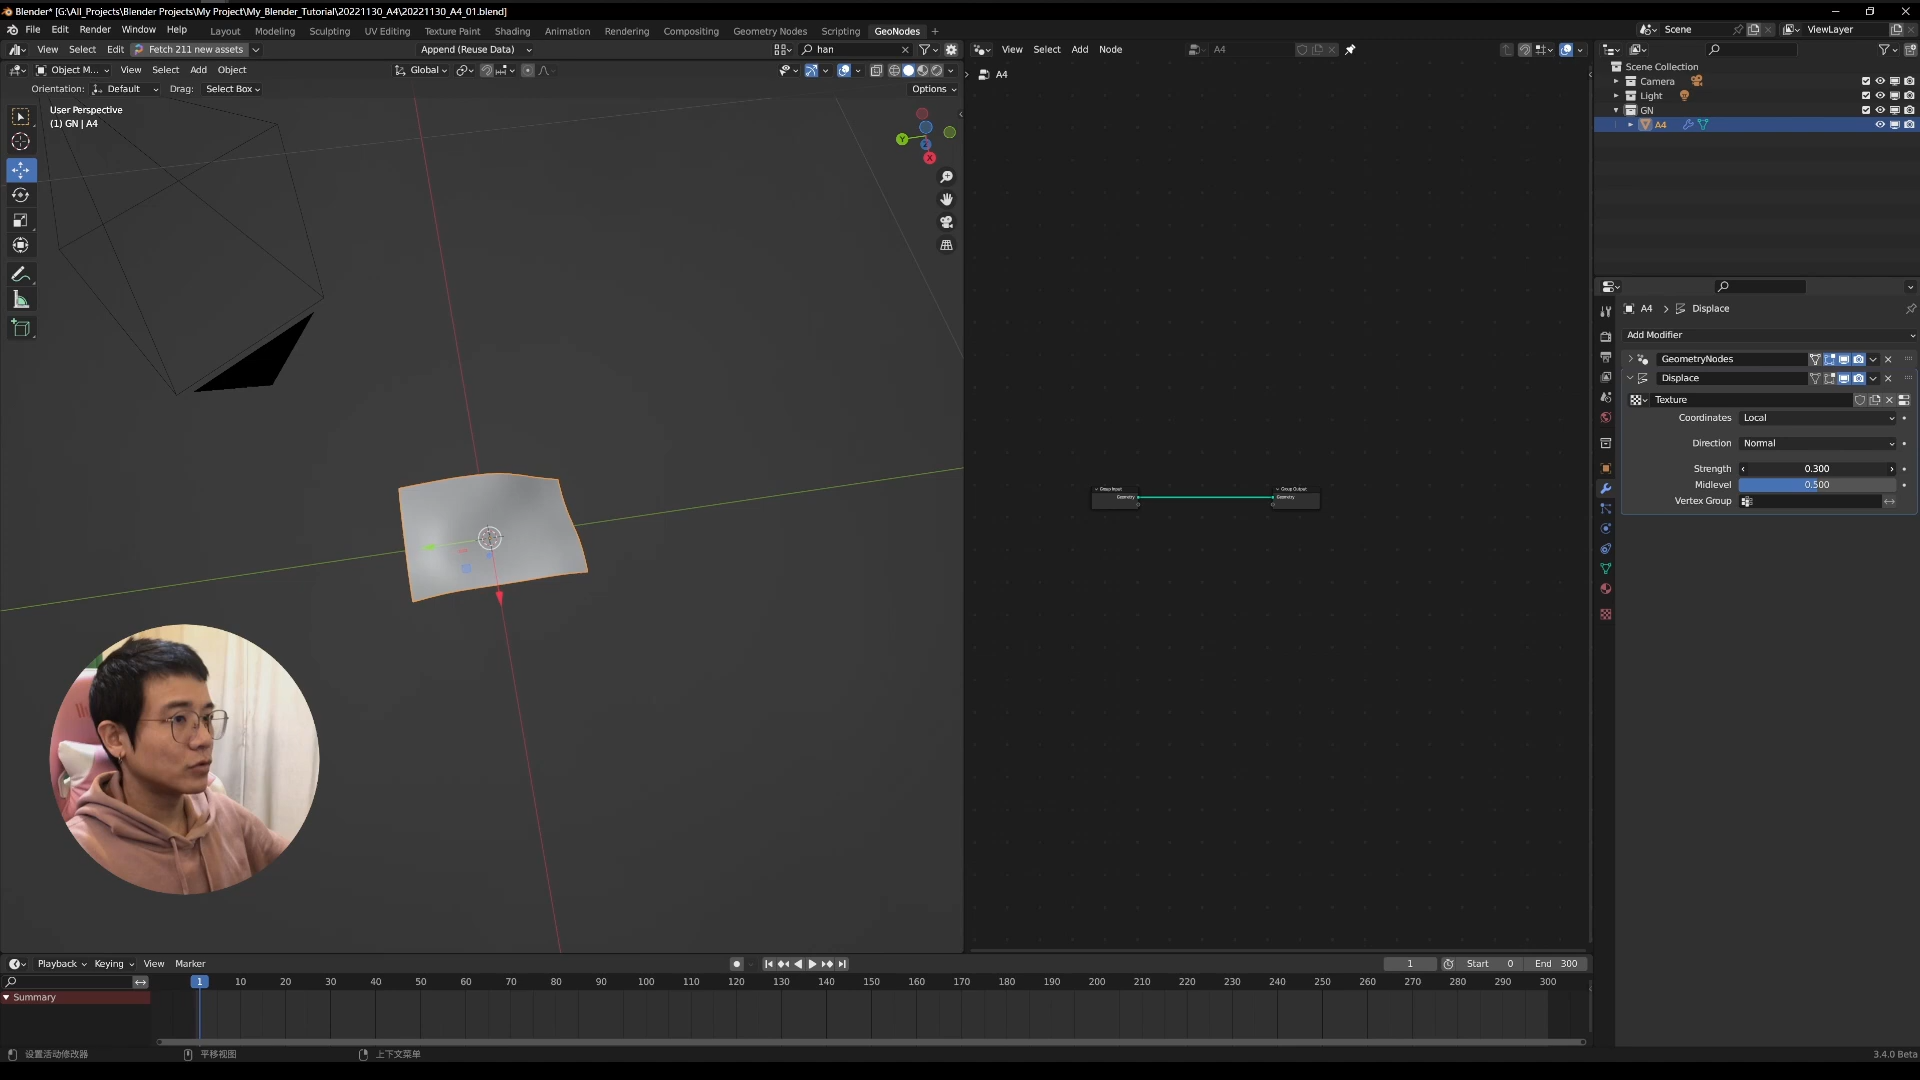 Blender* [G:\All_Projects\Blender Projects\My Project\My_Blender_Tutorial\20221130_A4\20221130_A4_01.blend]
File Edit Render Window Help Layout Modeling Sculpting UV Editing Texture Paint Shading Animation Rendering Compositing Geometry Nodes Scripting GeoNodes + Scene ViewLayer
View Select Edit Fetch 211 new assets Append (Reuse Data) han View Select Add Node A4
Object M... View Select Add Object Global
Orientation: Default Drag: Select Box Options
User Perspective
(1) GN | A4
Y
Z
X
A4
Group Input
Geometry
Group Output
Geometry
Scene Collection
Camera
Light
GN
A4
A4 > Displace
Add Modifier
GeometryNodes
Displace
Texture
Coordinates Local
Direction Normal
Strength 0.300
Midlevel 0.500
Vertex Group
Playback Keying View Marker 1 Start 0 End 300
1 10 20 30 40 50 60 70 80 90 100 110 120 130 140 150 160 170 180 190 200 210 220 230 240 250 260 270 280 290 300
Summary
设置活动修改器 平移视图 上下文菜单 3.4.0 Beta